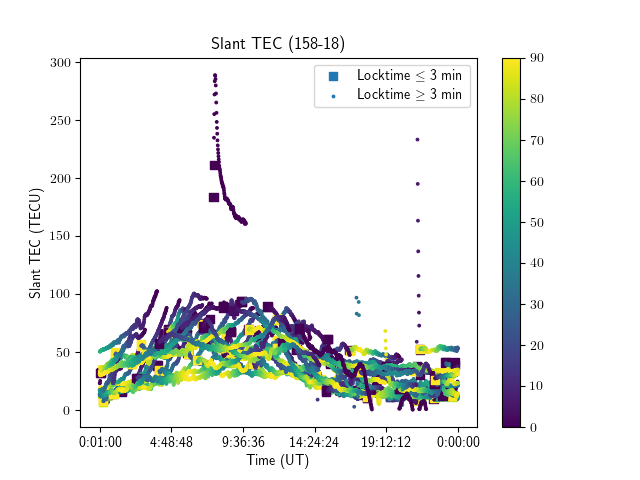 Slant TEC (158-18)
Locktime ≤ 3 min
Locktime ≥ 3 min
Slant TEC (TECU)
300
250
200
150
100
50
0
0:01:00 4:48:48 9:36:36 14:24:24 19:12:12 0:00:00
Time (UT)
90
80
70
60
50
40
30
20
10
0